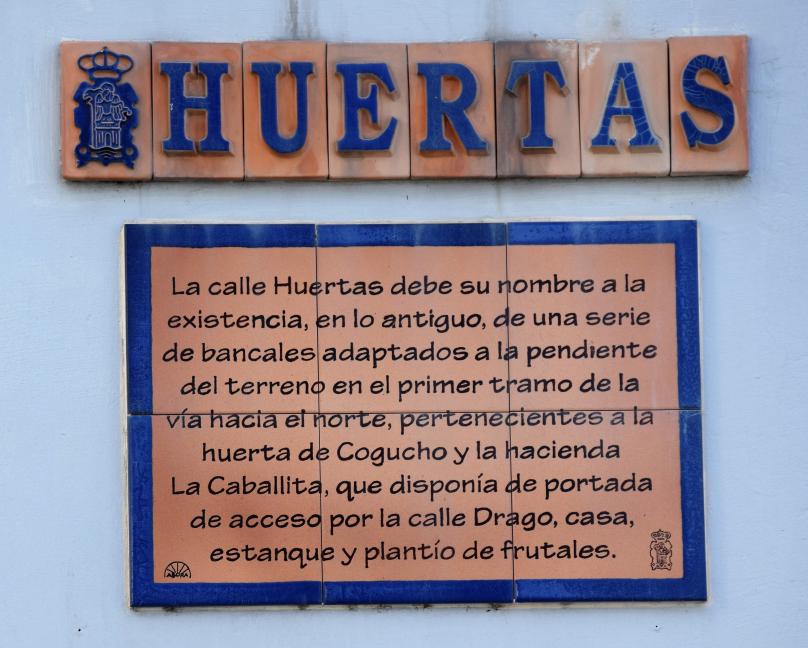 HUERTAS
La calle Huertas debe su nombre a la
existencia, en lo antiguo, de una serie
de bancales adaptados a la pendiente
del terreno en el primer tramo de la
vía hacia el norte, pertenecientes a la
huerta de Cogucho y la hacienda
La Caballita, que disponía de portada
de acceso por la calle Drago, casa,
estanque y plantío de frutales.